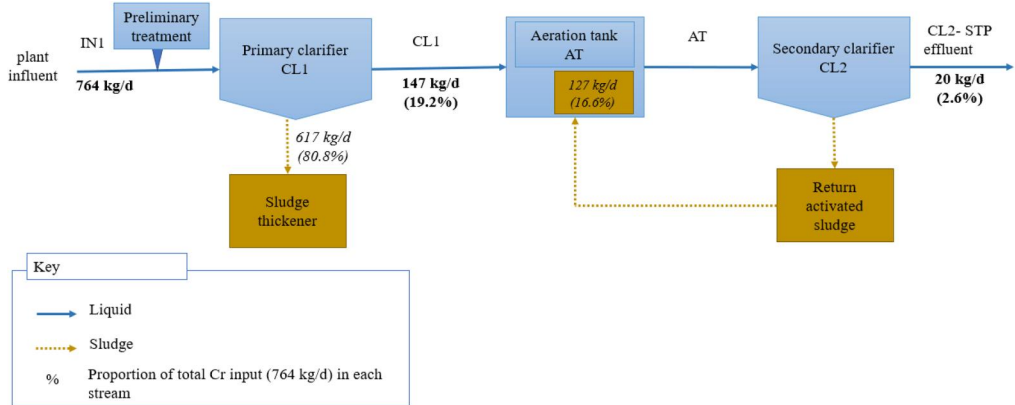 plant
influent
IN1
764 kg/d
Preliminary
treatment
Primary clarifier
CL1
617 kg/d
(80.8%)
Sludge
thickener
CL1
147 kg/d
(19.2%)
Aeration tank
AT
127 kg/d
(16.6%)
AT
Secondary clarifier
CL2
Return
activated
sludge
CL2- STP
effluent
20 kg/d
(2.6%)
Key
Liquid
Sludge
% Proportion of total Cr input (764 kg/d) in each
stream